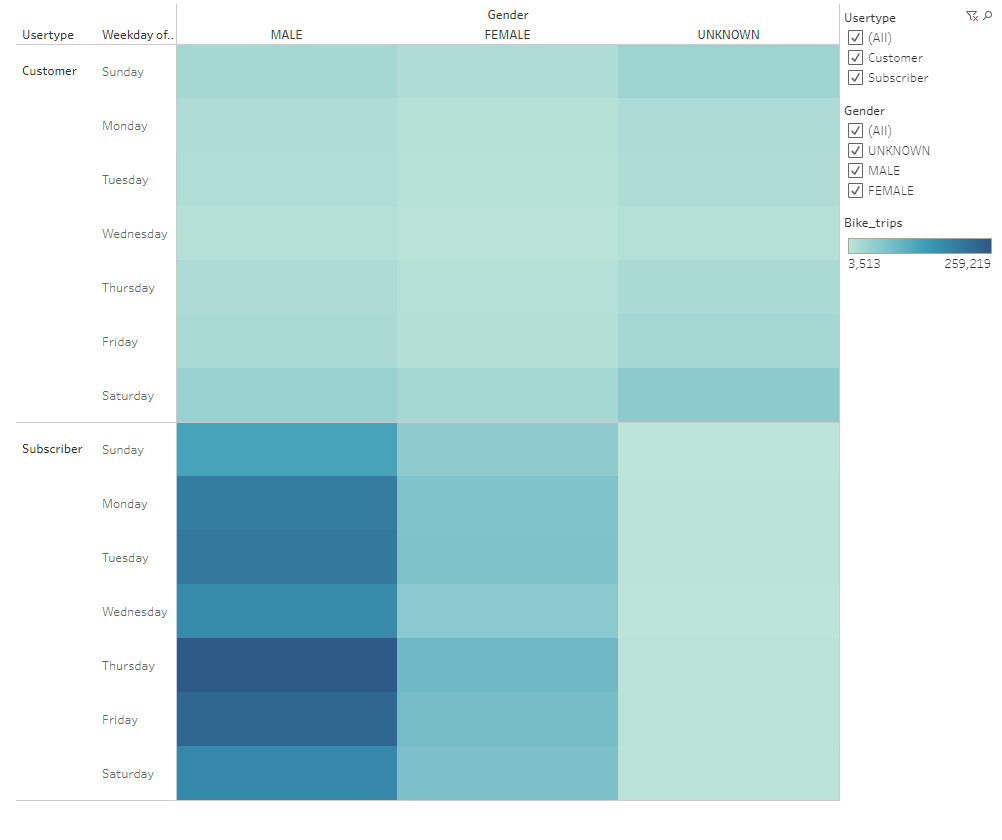 Gender
Usertype Weekday of.. MALE FEMALE UNKNOWN
Customer Sunday
Monday
Tuesday
Wednesday
Thursday
Friday
Saturday
Subscriber Sunday
Monday
Tuesday
Wednesday
Thursday
Friday
Saturday
Usertype
(All)
Customer
Subscriber
Gender
(All)
UNKNOWN
MALE
FEMALE
Bike_trips
3,513 259,219